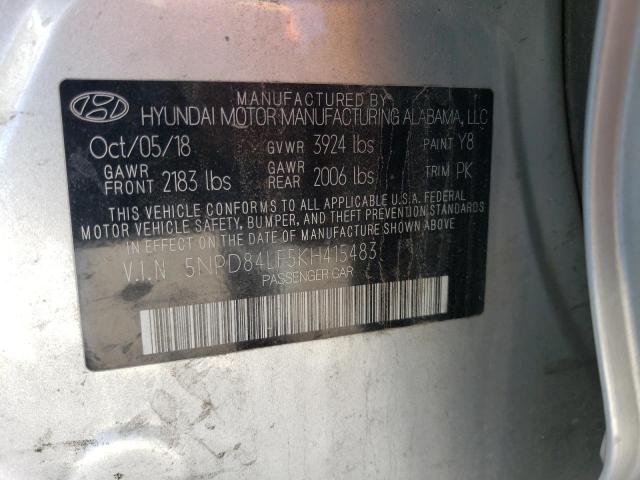 MANUFACTURED BY
HYUNDAI MOTOR MANUFACTURING ALABAMA, LLC
Oct/05/18 GVWR 3924 lbs PAINT Y8
GAWR FRONT 2183 lbs GAWR REAR 2006 lbs TRIM PK
THIS VEHICLE CONFORMS TO ALL APPLICABLE U.S.A. FEDERAL
MOTOR VEHICLE SAFETY, BUMPER, AND THEFT PREVENTION STANDARDS
IN EFFECT ON THE DATE OF MANUFACTURE SHOWN ABOVE.
V.I.N 5NPD84LF5KH415483
PASSENGER CAR